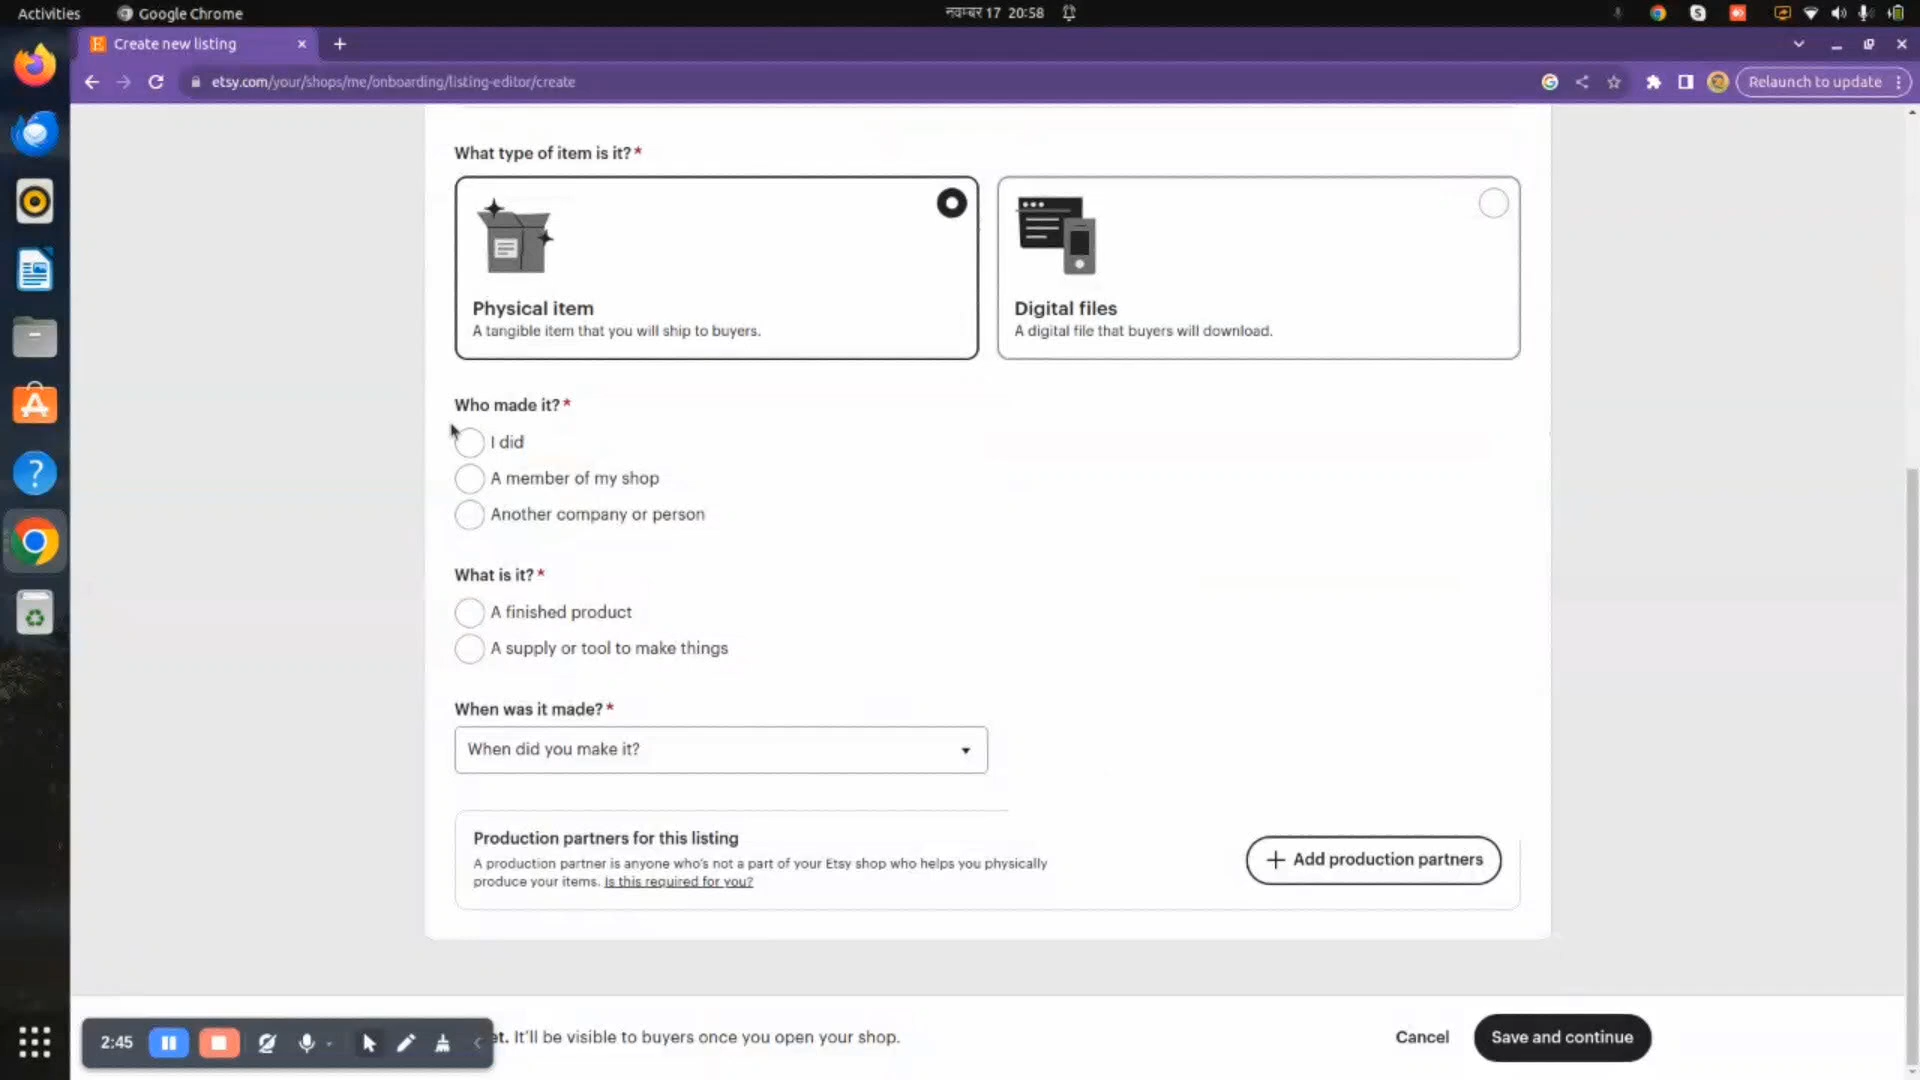 Activities
Google Chrome
नवम्बर 17 20:58
Create new listing
etsy.com/your/shops/me/onboarding/listing-editor/create
Relaunch to update
What type of item is it?*
Physical item
A tangible item that you will ship to buyers.
Digital files
A digital file that buyers will download.
Who made it?*
I did
A member of my shop
Another company or person
What is it?*
A finished product
A supply or tool to make things
When was it made?*
When did you make it?
Production partners for this listing
A production partner is anyone who's not a part of your Etsy shop who helps you physically
produce your items. Is this required for you?
+ Add production partners
2:45
et. It'll be visible to buyers once you open your shop.
Cancel
Save and continue